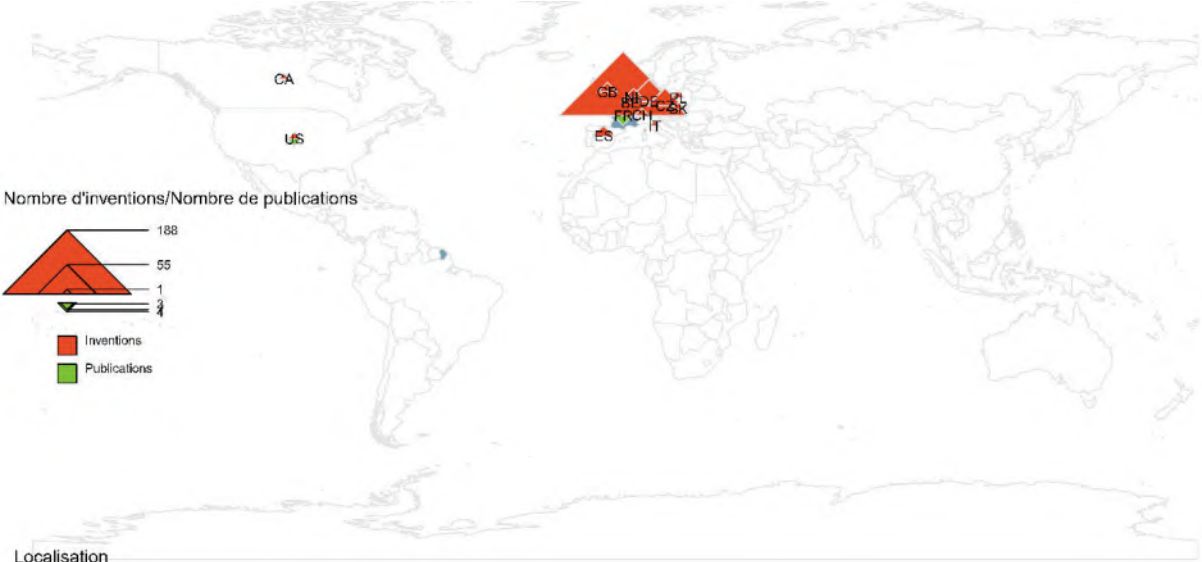 CA
GB
NL
PL
BE
DE
CZ
SK
FR
CH
IT
ES
US
Nombre d'inventions/Nombre de publications
188
55
1
3
Inventions
Publications
Localisation